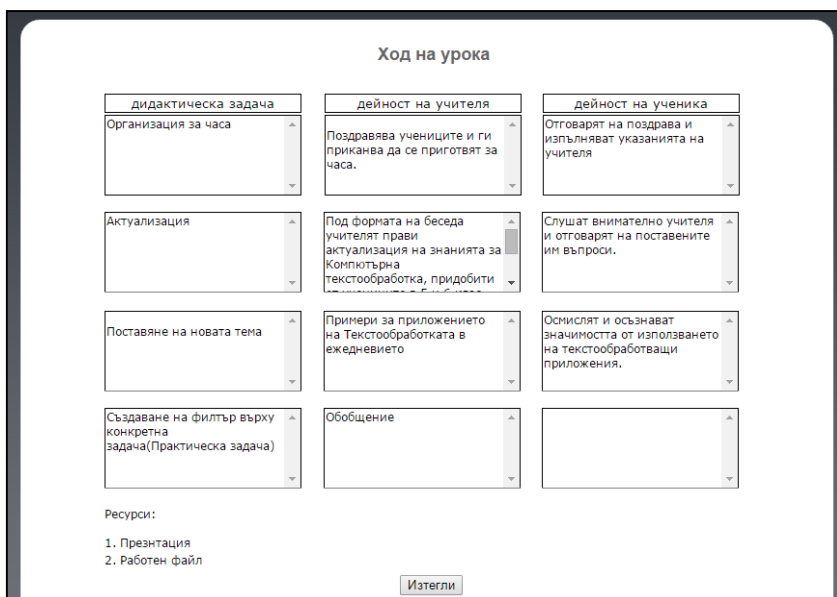 Ход на урока
дидактическа задача
дейност на учителя
дейност на ученика
Организация за часа
Поздравява учениците и ги
приканва да се приготвят за
часа.
Отговарят на поздрава и
изпълняват указанията на
учителя
Актуализация
Под формата на беседа
учителят прави
актуализация на знанията за
Компютърна
текстообработка, придобити
Слушат внимателно учителя
и отговарят на поставените
им въпроси.
Поставяне на новата тема
Примери за приложението
на Текстообработката в
ежедневието
Осмислят и осъзнават
значимостта от използването
на текстообработващи
приложения.
Създаване на филтър върху
конкретна
задача(Практическа задача)
Обобщение
Ресурси:
1. Презнтация
2. Работен файл
Изтегли